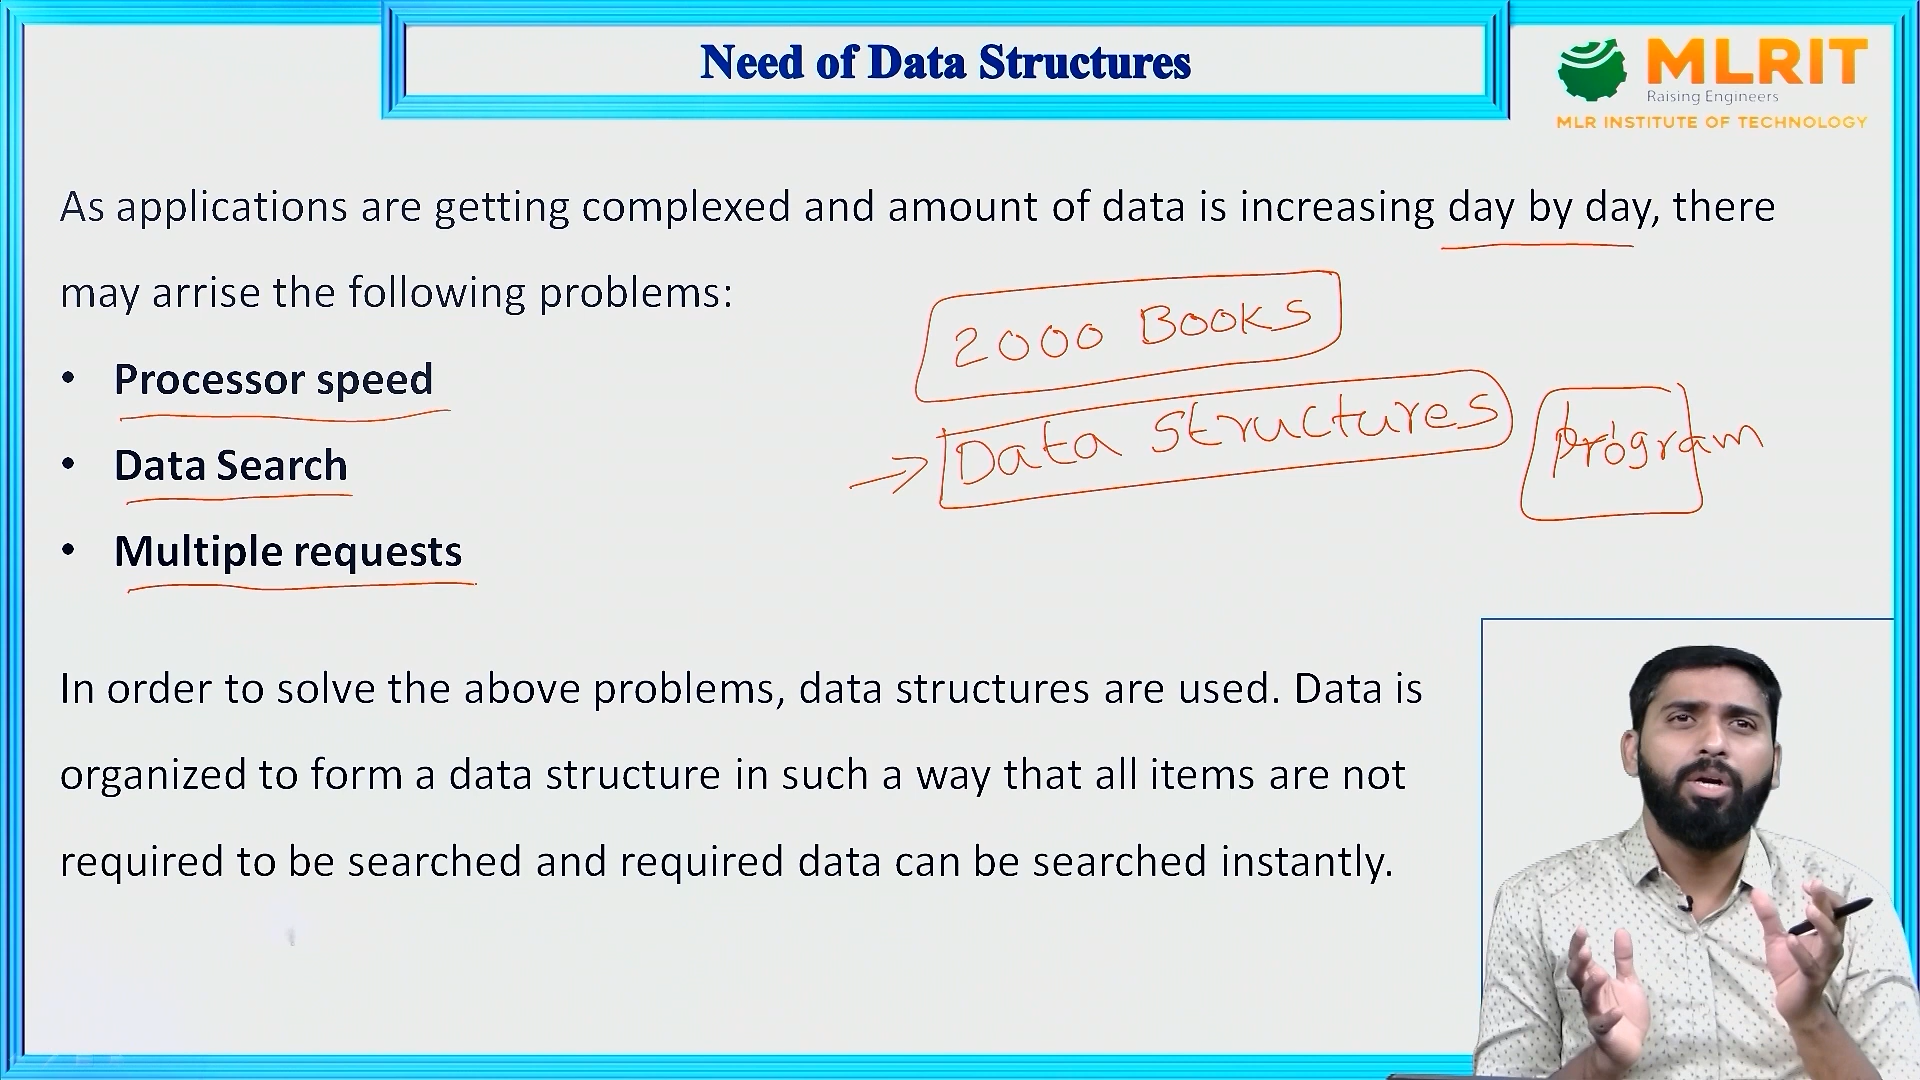 Need of Data Structures
MLRIT
Raising Engineers
MLR INSTITUTE OF TECHNOLOGY
As applications are getting complexed and amount of data is increasing day by day, there
may arrise the following problems:
2000 Books
• Processor speed
Data Structures
Program
• Data Search
• Multiple requests
In order to solve the above problems, data structures are used. Data is
organized to form a data structure in such a way that all items are not
required to be searched and required data can be searched instantly.